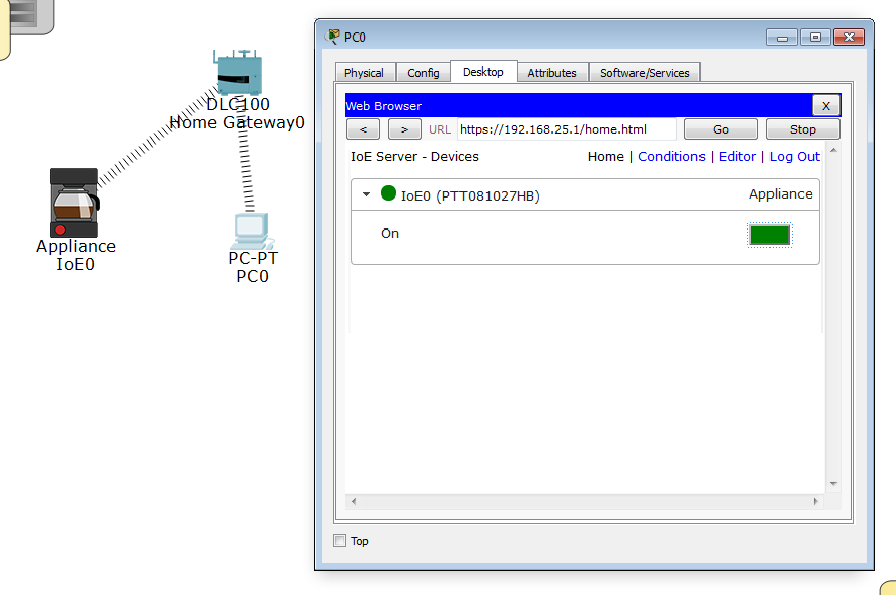 DLC100
Home Gateway0
Appliance
IoE0
PC-PT
PC0
PC0
Physical Config Desktop Attributes Software/Services
Web Browser X
< > URL https://192.168.25.1/home.html Go Stop
IoE Server - Devices Home | Conditions | Editor | Log Out
IoE0 (PTT081027HB) Appliance
On
Top